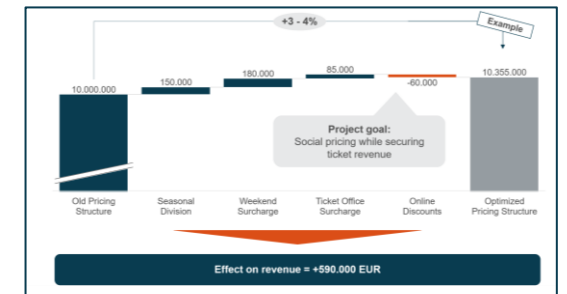 +3 - 4%
Example
10.000.000
150.000
180.000
85.000
-60.000
10.355.000
Project goal:
Social pricing while securing
ticket revenue
Old Pricing
Structure
Seasonal
Division
Weekend
Surcharge
Ticket Office
Surcharge
Online
Discounts
Optimized
Pricing Structure
Effect on revenue = +590.000 EUR